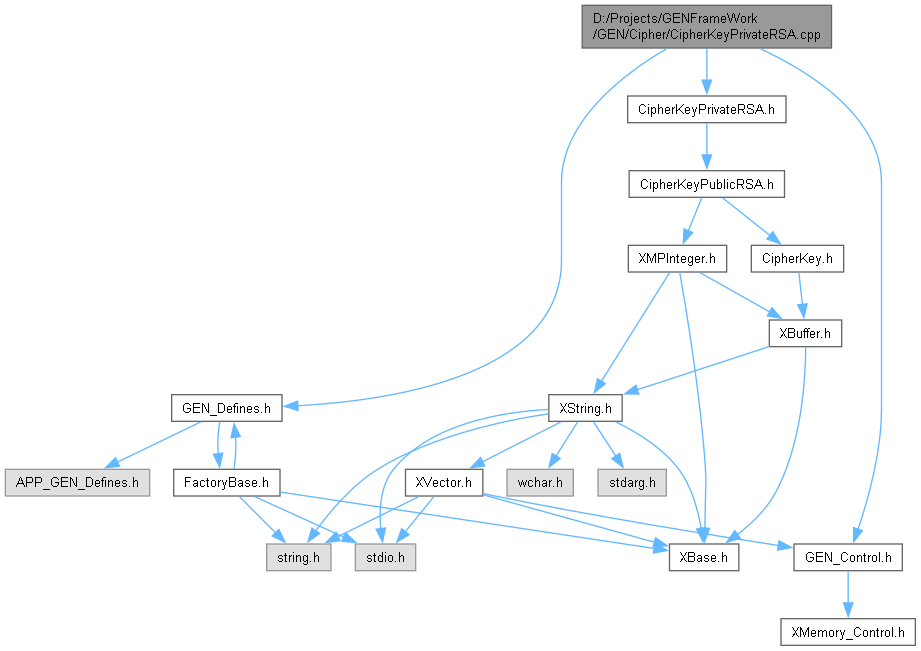 D:/Projects/GENFrameWork
/GEN/Cipher/CipherKeyPrivateRSA.cpp
CipherKeyPrivateRSA.h
CipherKeyPublicRSA.h
XMPInteger.h
CipherKey.h
XBuffer.h
GEN_Defines.h
XString.h
APP_GEN_Defines.h
FactoryBase.h
XVector.h
wchar.h
stdarg.h
string.h
stdio.h
XBase.h
GEN_Control.h
XMemory_Control.h